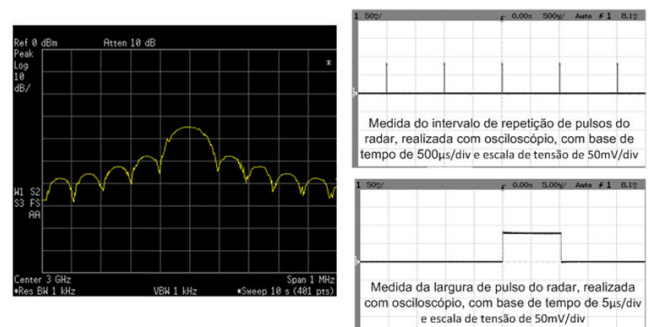 Ref 0 dBm Atten 10 dB
Peak
Log
10
dB/
W1 S2
S3 FS
AA
Center 3 GHz Span 1 MHz
*Res BW 1 kHz VBW 1 kHz *Sweep 10 s (401 pts)
1 50▽/ 0.00s 500▽/ Auto 1 8.1▽
Medida do intervalo de repetição de pulsos do
radar, realizada com osciloscópio, com base de
tempo de 500µs/div e escala de tensão de 50mV/div
1 50▽/ 0.00s 5.00▽/ Auto 1 8.1▽
Medida da largura de pulso do radar, realizada
com osciloscópio, com base de tempo de 5µs/div
e escala de tensão de 50mV/div